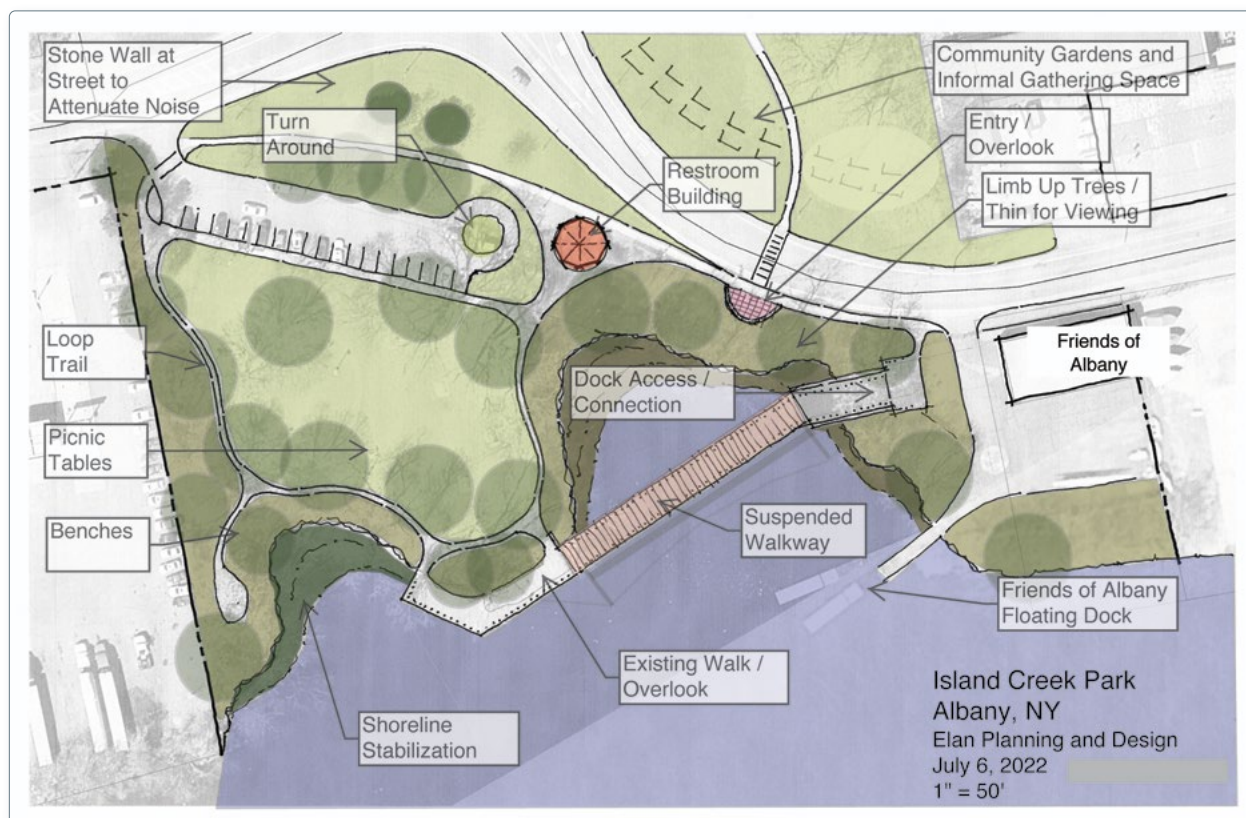 Stone Wall at
Street to
Attenuate Noise
Turn
Around
Restroom
Building
Community Gardens and
Informal Gathering Space
Entry /
Overlook
Limb Up Trees /
Thin for Viewing
Loop
Trail
Dock Access /
Connection
Friends of
Albany
Picnic
Tables
Benches
Suspended
Walkway
Friends of Albany
Floating Dock
Existing Walk /
Overlook
Shoreline
Stabilization
Island Creek Park
Albany, NY
Elan Planning and Design
July 6, 2022
1" = 50'